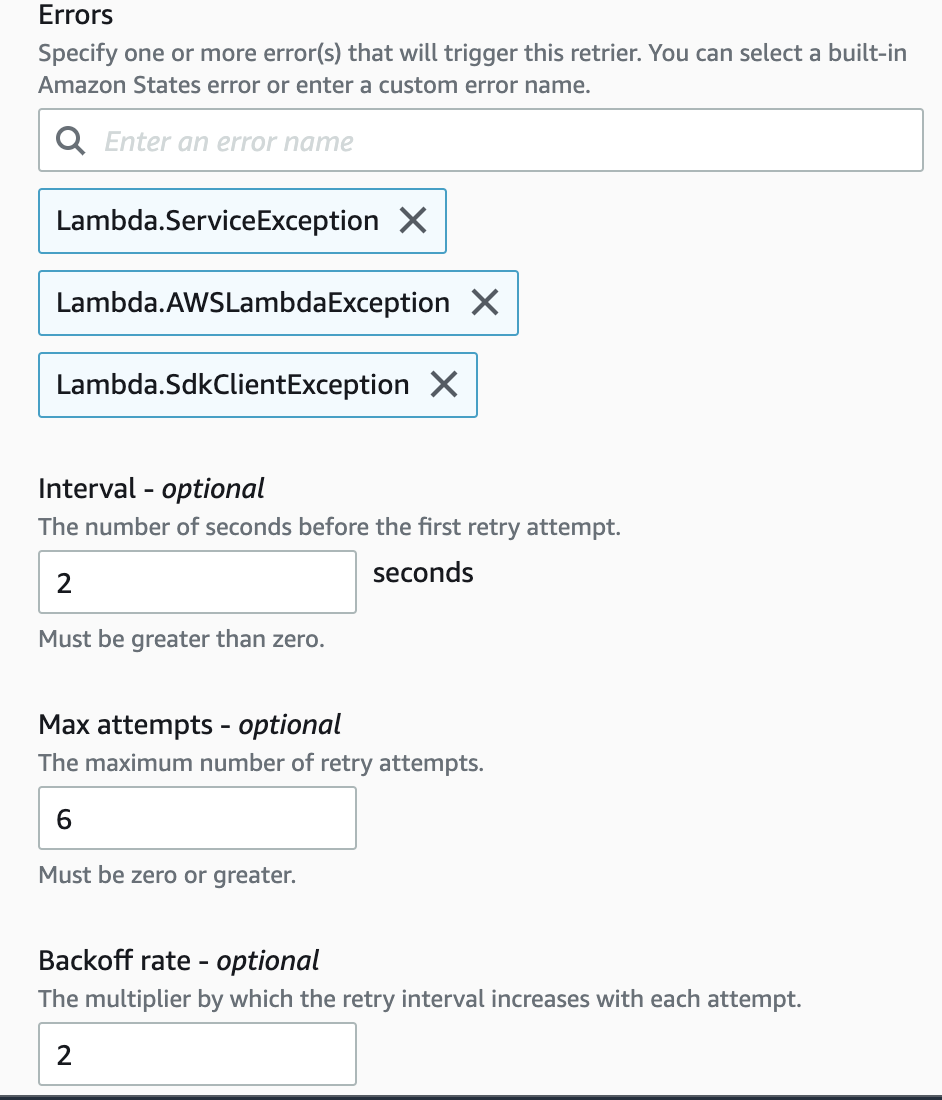 Errors
Specify one or more error(s) that will trigger this retrier. You can select a built-in
Amazon States error or enter a custom error name.
Enter an error name
Lambda.ServiceException
Lambda.AWSLambdaException
Lambda.SdkClientException
Interval - optional
The number of seconds before the first retry attempt.
2 seconds
Must be greater than zero.
Max attempts - optional
The maximum number of retry attempts.
6
Must be zero or greater.
Backoff rate - optional
The multiplier by which the retry interval increases with each attempt.
2